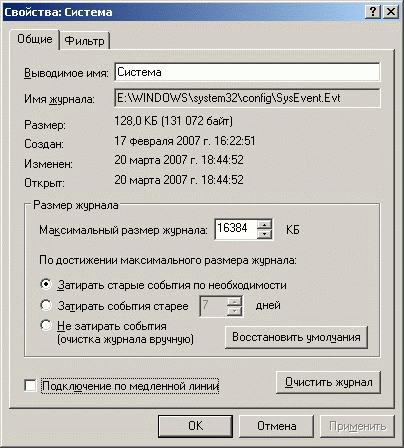 Свойства: Система
Общие
Фильтр
Выводимое имя: Система
Имя журнала: E:\WINDOWS\system32\config\SysEvent.Evt
Размер: 128,0 КБ (131 072 байт)
Создан: 17 февраля 2007 г. 16:22:51
Изменен: 20 марта 2007 г. 18:44:52
Открыт: 20 марта 2007 г. 18:44:52
Размер журнала
Максимальный размер журнала: 16384 КБ
По достижении максимального размера журнала:
Затирать старые события по необходимости
Затирать события старее 7 дней
Не затирать события
(очистка журнала вручную)
Восстановить умолчания
Подключение по медленной линии
Очистить журнал
OK
Отмена
Применить